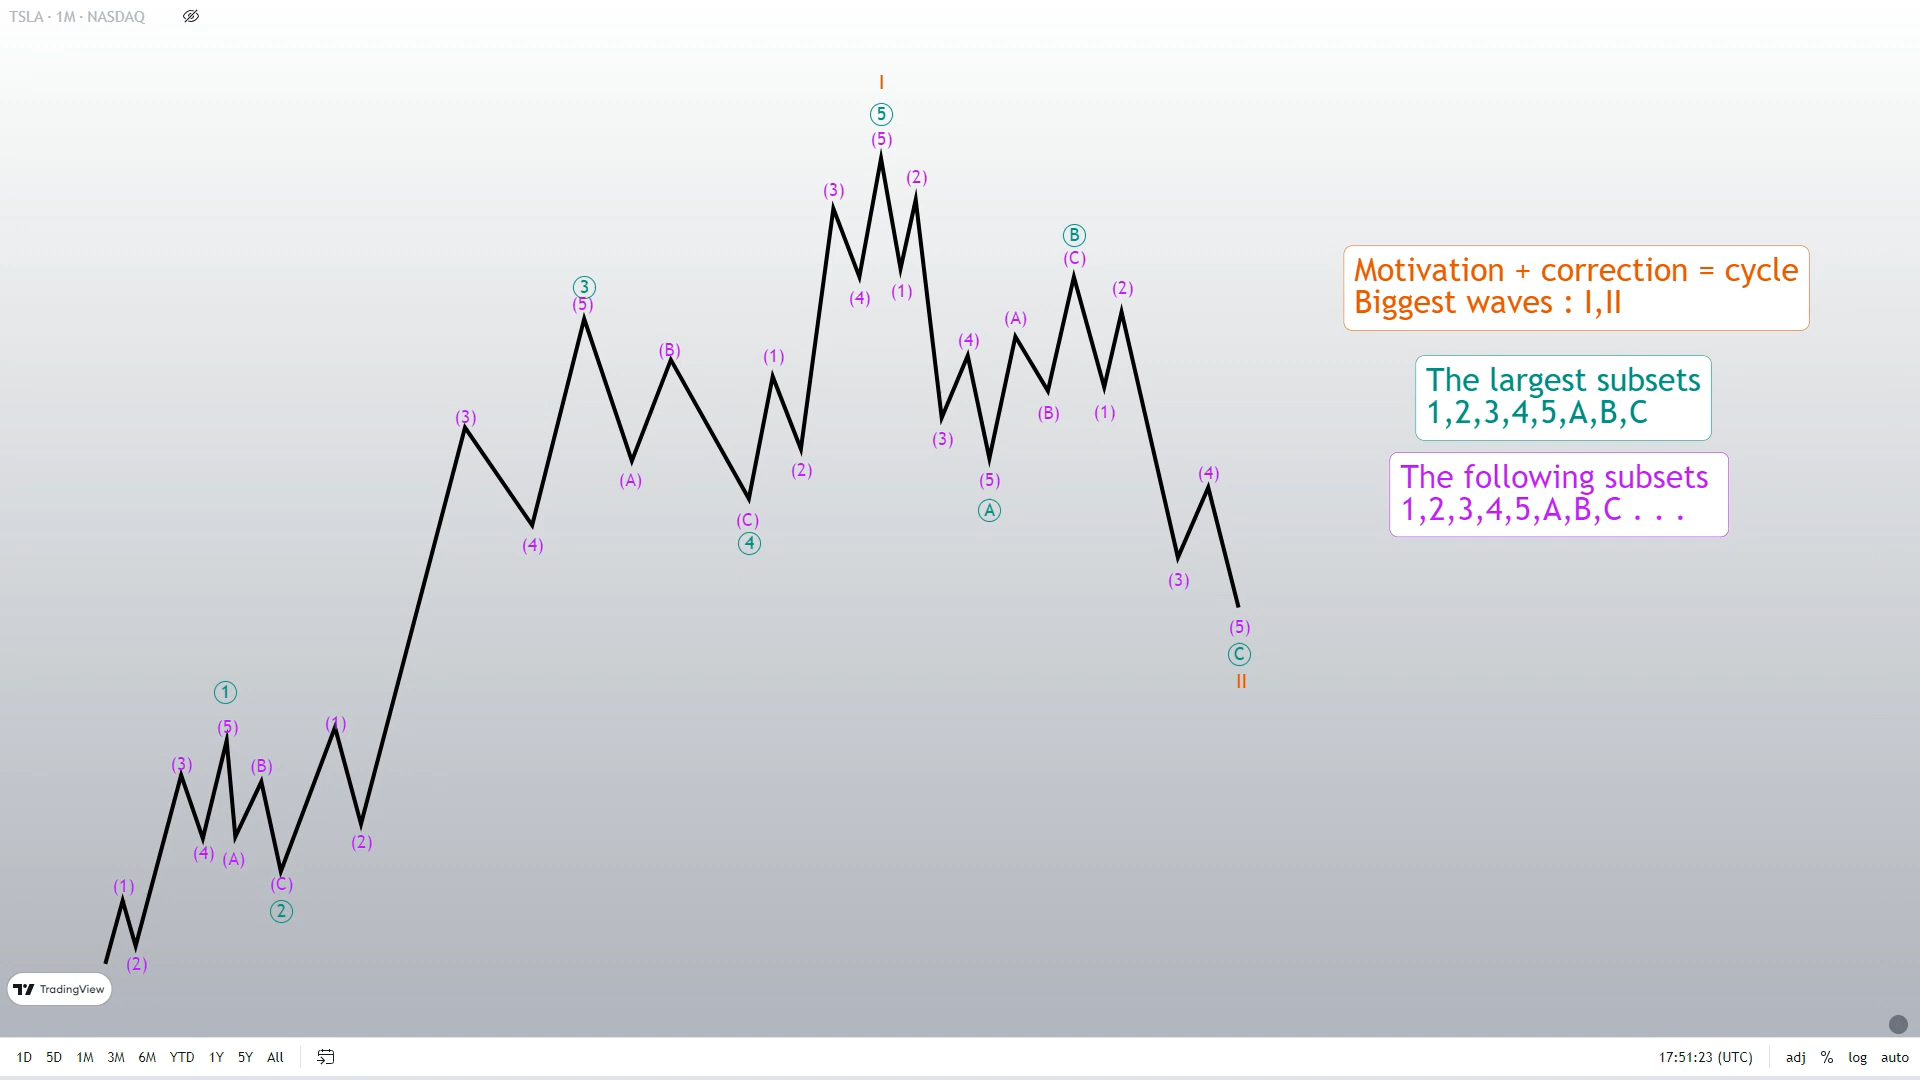 TSLA · 1M · NASDAQ
I
5
(5)
(2)
(3)
B
(C)
3
(5)
(4)
(1)
(2)
(A)
(4)
(B)
(1)
(3)
(A)
(2)
(3)
(5)
A
(B)
(1)
(C)
4
(4)
(4)
(3)
(5)
C
II
1
(5)
(1)
(3)
(B)
(2)
(4)
(A)
(1)
(C)
2
(2)
Motivation + correction = cycle
Biggest waves : I,II
The largest subsets
1,2,3,4,5,A,B,C
The following subsets
1,2,3,4,5,A,B,C . . .
TradingView
1D 5D 1M 3M 6M YTD 1Y 5Y All
17:51:23 (UTC) adj % log auto